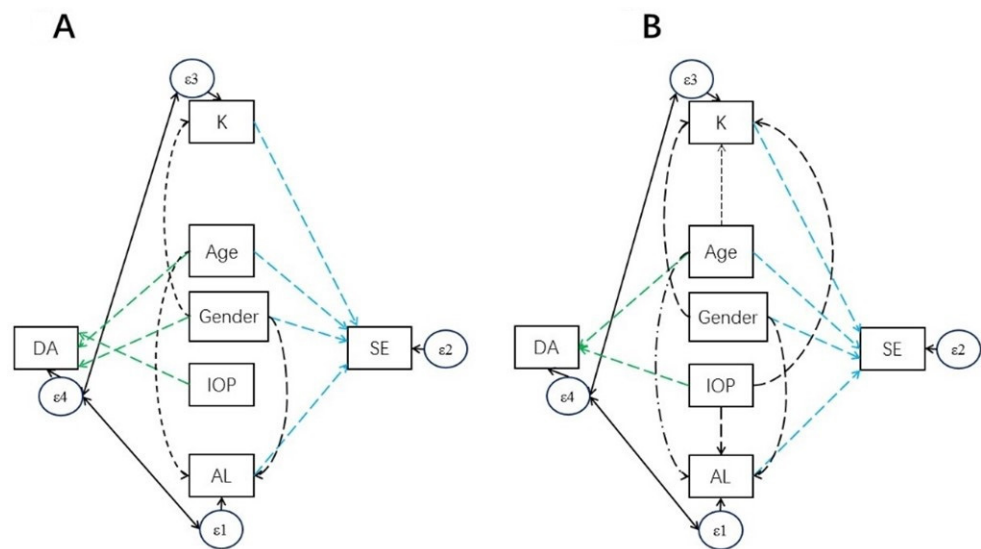 A
ε3
K
Age
Gender
DA
SE
ε2
IOP
ε4
AL
ε1
B
ε3
K
Age
Gender
DA
SE
ε2
IOP
ε4
AL
ε1